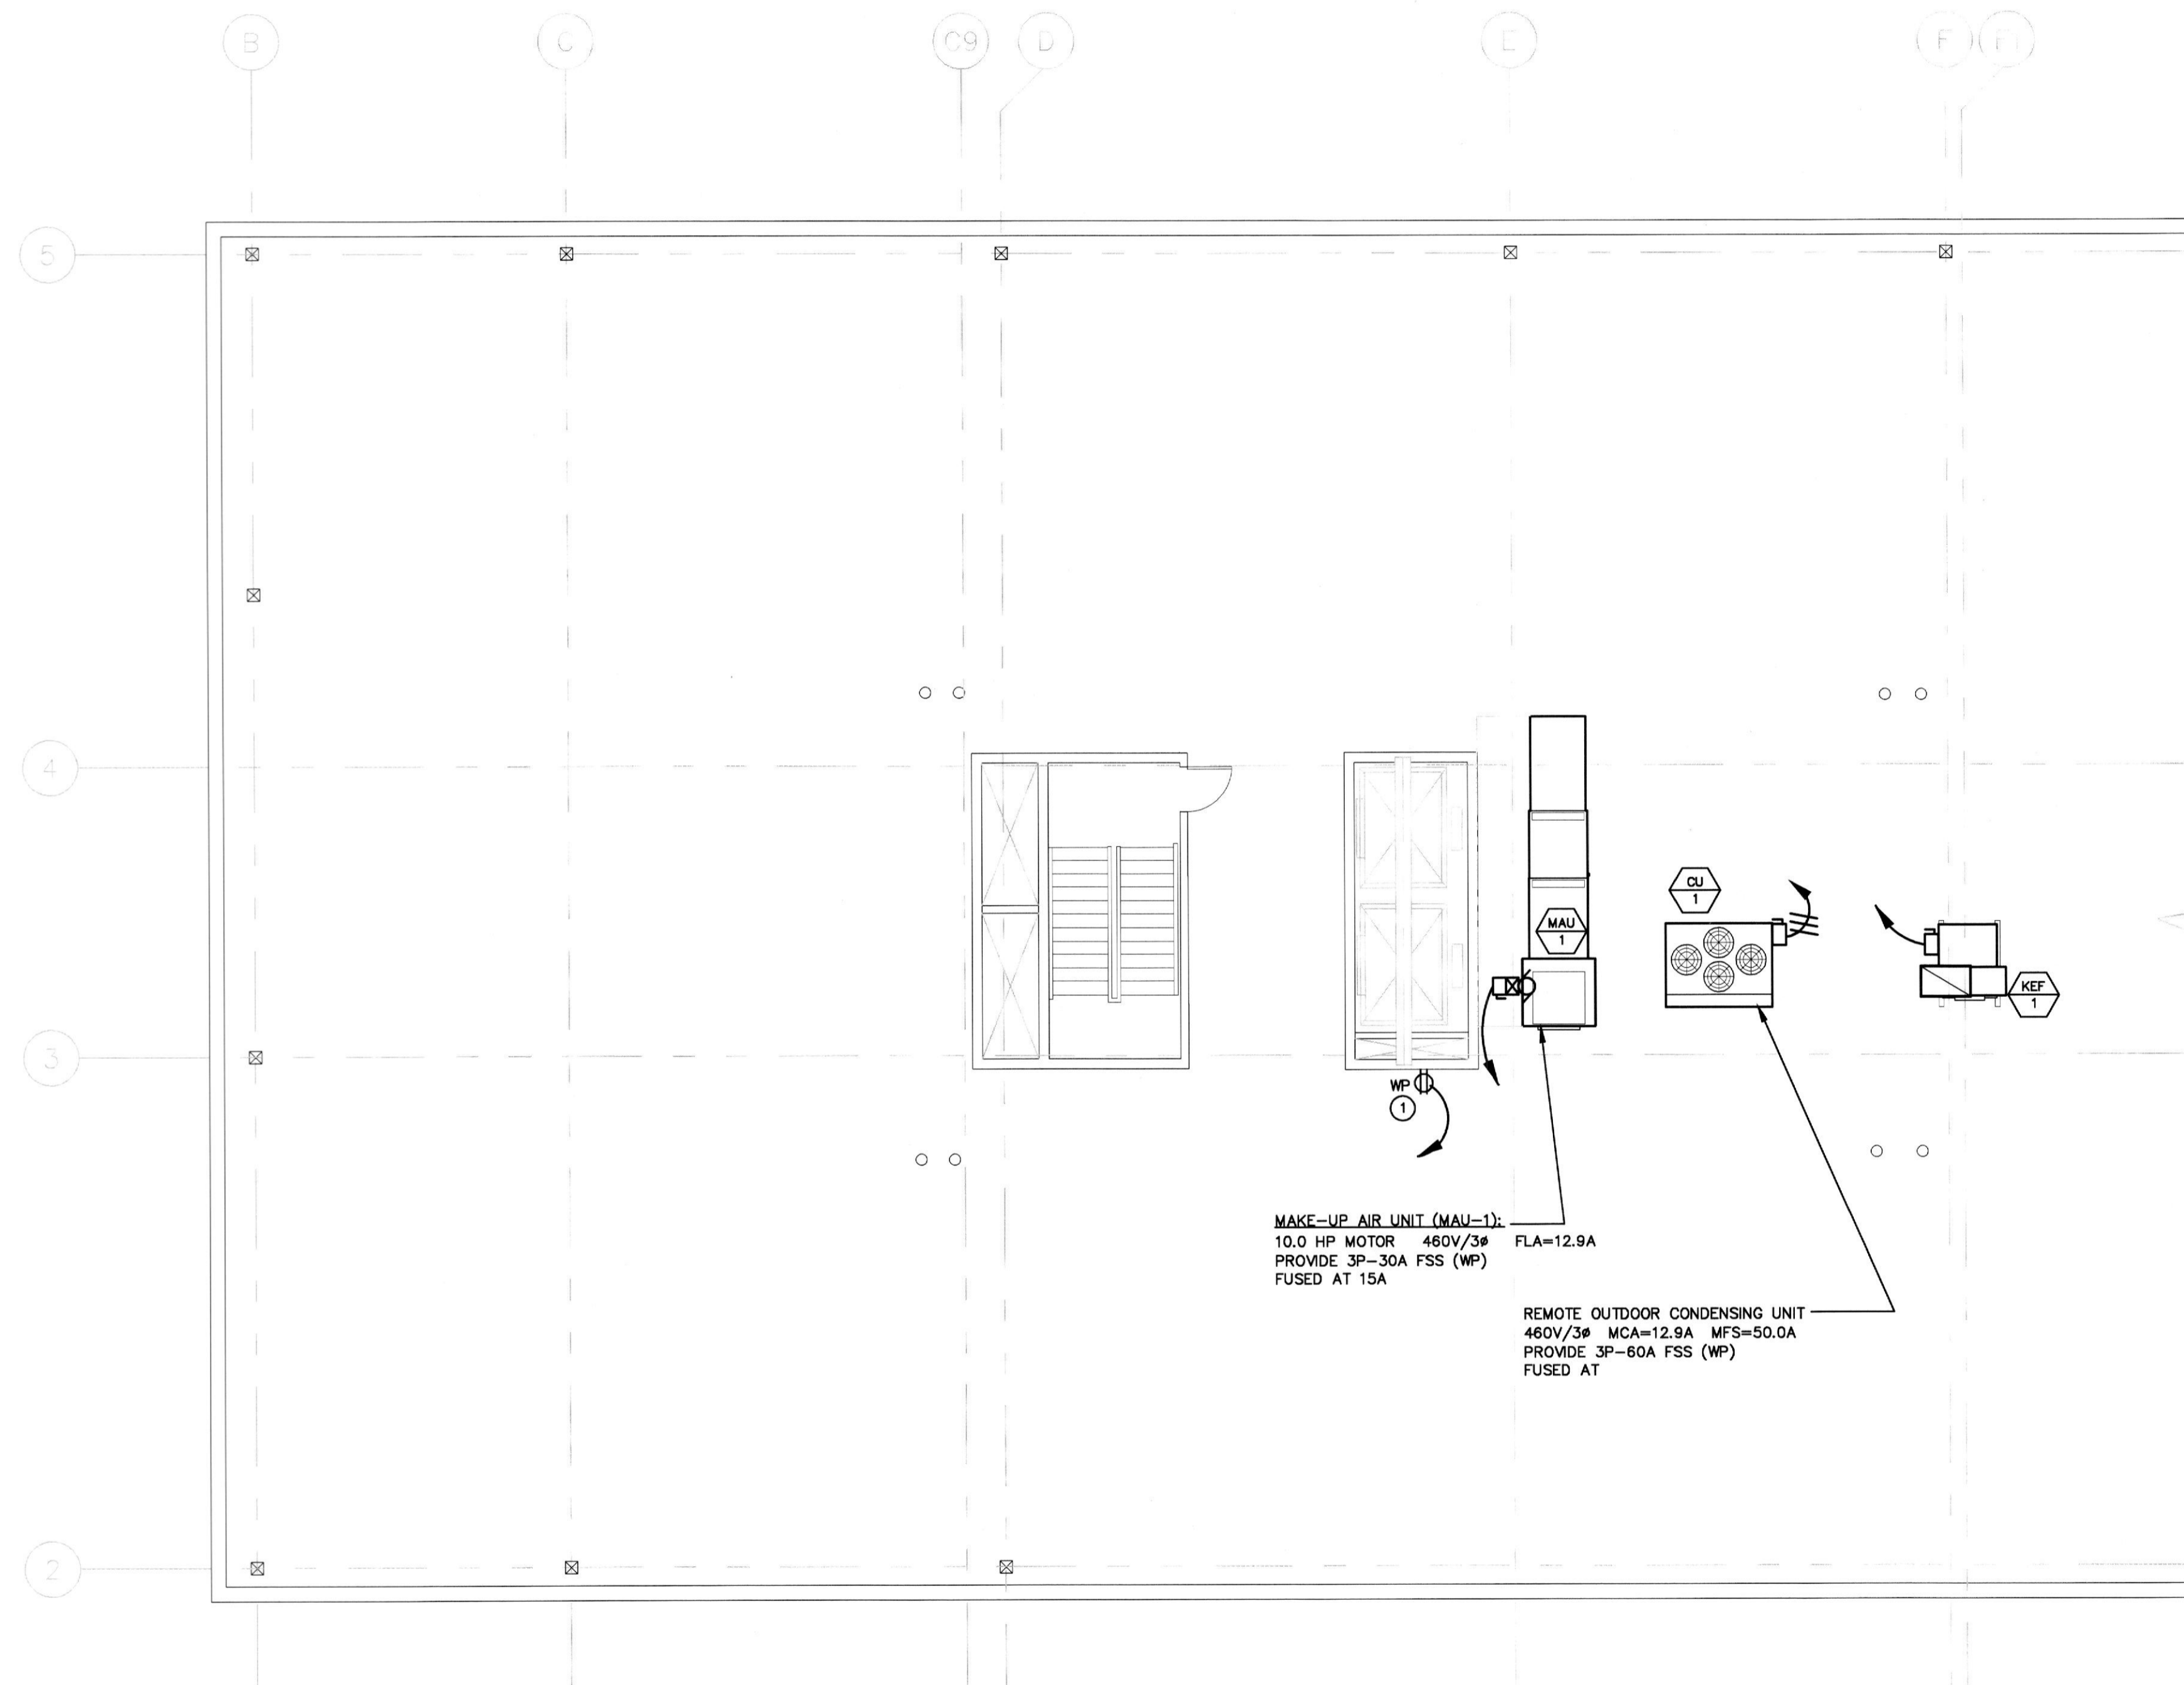 B
C
C9
D
E
F
F1
5
4
3
2
CU
1
MAU
1
KEF
1
WP
1
MAKE-UP AIR UNIT (MAU-1):
10.0 HP MOTOR 460V/3ø FLA=12.9A
PROVIDE 3P-30A FSS (WP)
FUSED AT 15A
REMOTE OUTDOOR CONDENSING UNIT
460V/3ø MCA=12.9A MFS=50.0A
PROVIDE 3P-60A FSS (WP)
FUSED AT